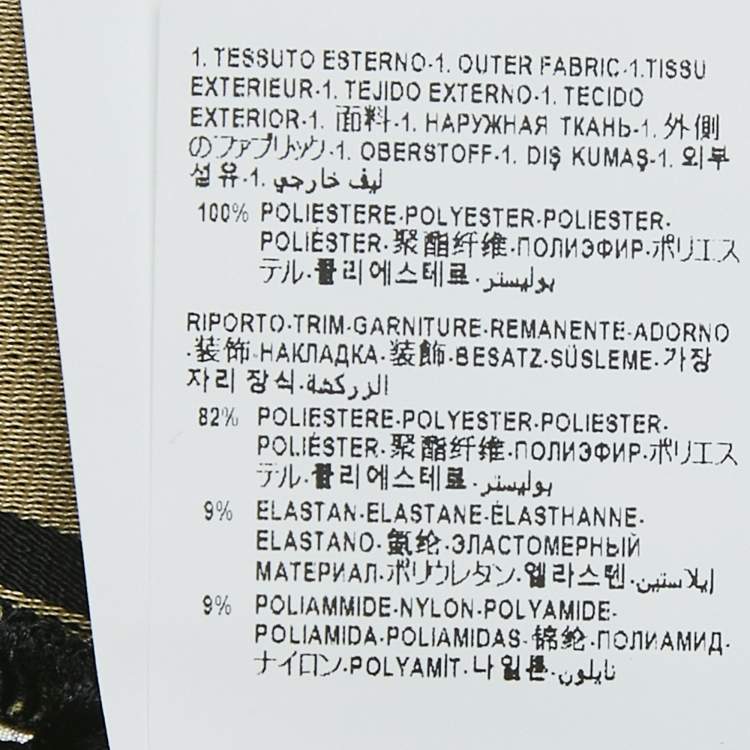 1. TESSUTO ESTERNO-1. OUTER FABRIC-1.TISSU
EXTERIEUR-1. TEJIDO EXTERNO-1. TECIDO
EXTERIOR-1. 面料-1. НАРУЖНАЯ ТКАНЬ-1. 外側
のファブリック-1. OBERSTOFF-1. DIŞ KUMAŞ-1. 외부
섬유-1. ليف خارجي
100% POLIESTERE-POLYESTER-POLIESTER-
POLIÉSTER-聚酯纤维-ПОЛИЭФИР-ポリエス
テル-폴리에스테르-بوليستر
RIPORTO-TRIM-GARNITURE-REMANENTE-ADORNO
-装饰-НАКЛАДКА-装飾-BESATZ-SÜSLEME-가장
자리 장식-الزركشة
82% POLIESTERE-POLYESTER-POLIESTER-
POLIÉSTER-聚酯纤维-ПОЛИЭФИР-ポリエス
テル-폴리에스테르-بوليستر
9% ELASTAN-ELASTANE-ÉLASTHANNE-
ELASTANO-氨纶-ЭЛАСТОМЕРНЫЙ
МАТЕРИАЛ-ポリウレタン-엘라스텐-إيلاستين
9% POLIAMMIDE-NYLON-POLYAMIDE-
POLIAMIDA-POLIAMIDAS-锦纶-ПОЛИАМИД-
ナイロン-POLYAMİT-나일론-نايلون